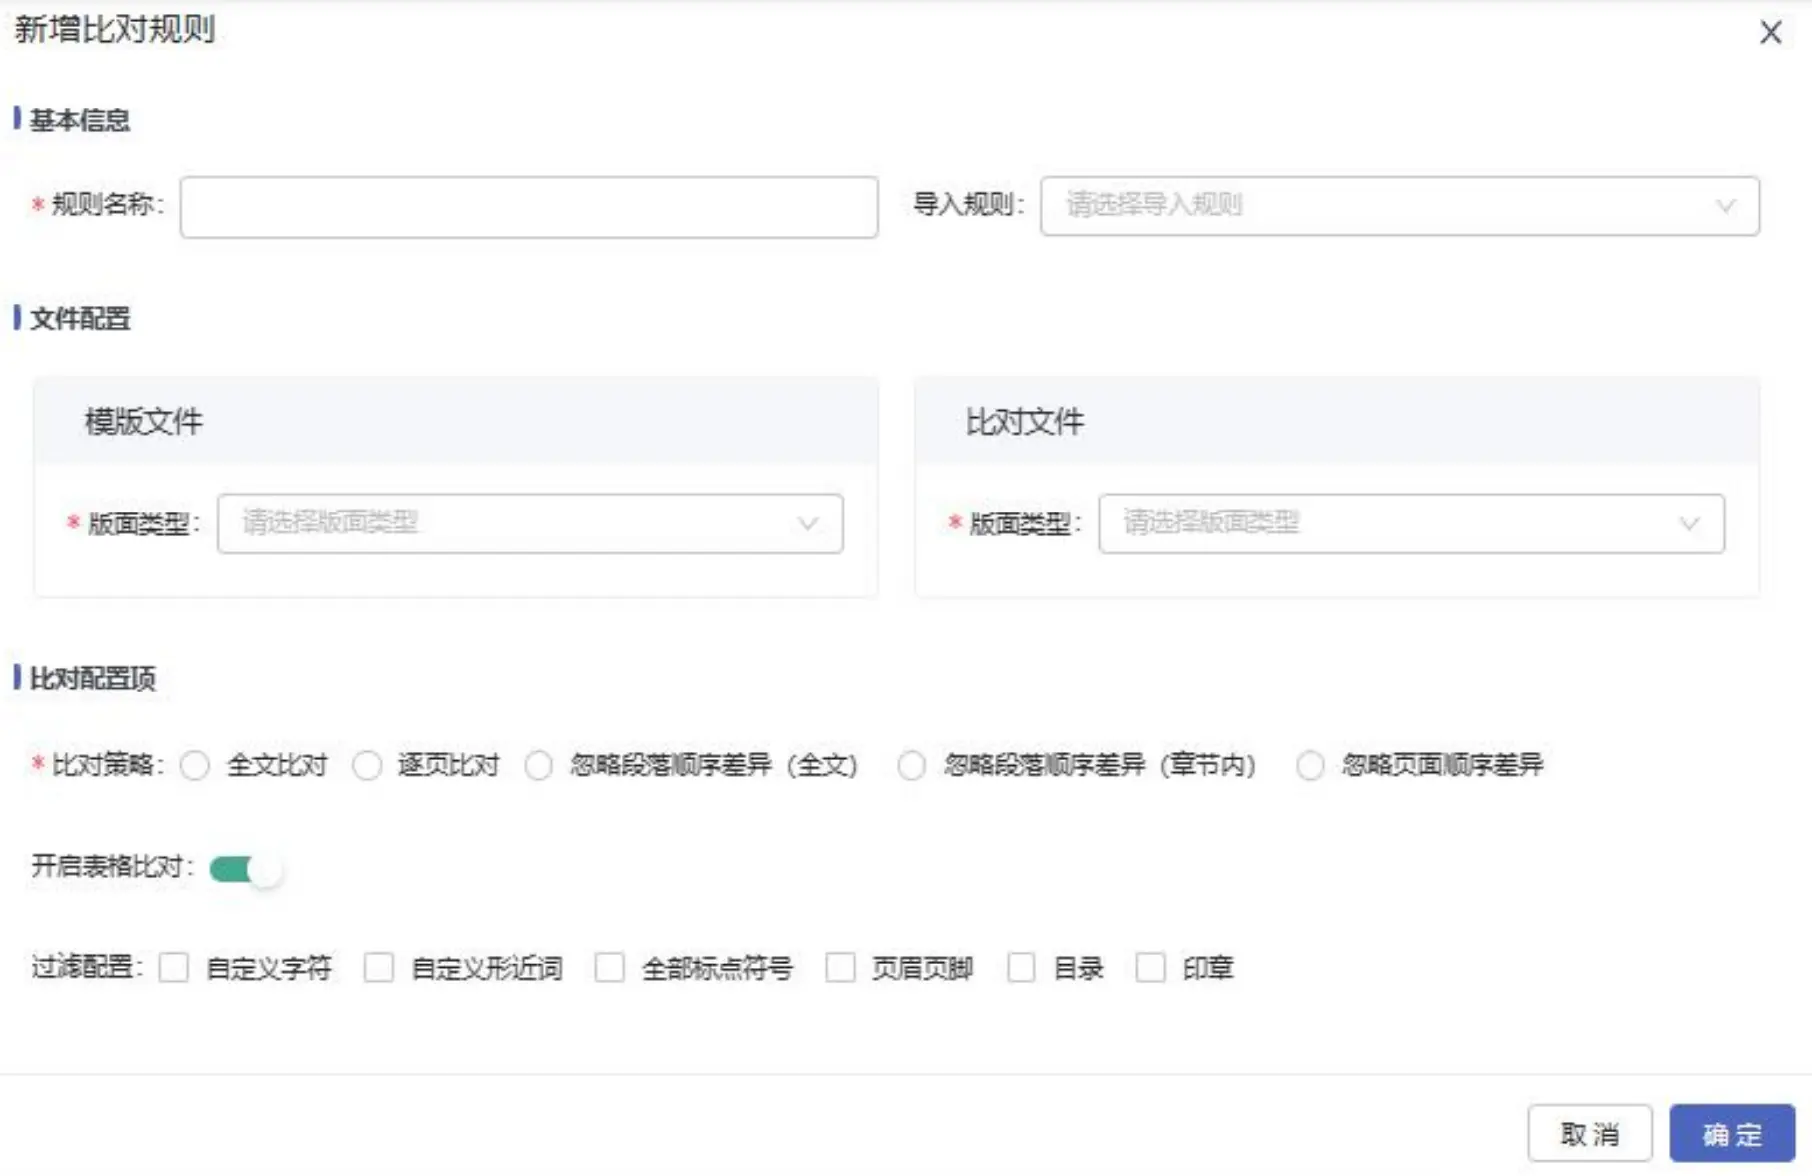 新增比对规则
基本信息
* 规则名称:
导入规则: 请选择导入规则
文件配置
模版文件
比对文件
* 版面类型: 请选择版面类型
* 版面类型: 请选择版面类型
比对配置项
* 比对策略: 全文比对 逐页比对 忽略段落顺序差异 (全文) 忽略段落顺序差异 (章节内) 忽略页面顺序差异
开启表格比对:
过滤配置: 自定义字符 自定义形近词 全部标点符号 页眉页脚 目录 印章
取 消 确 定